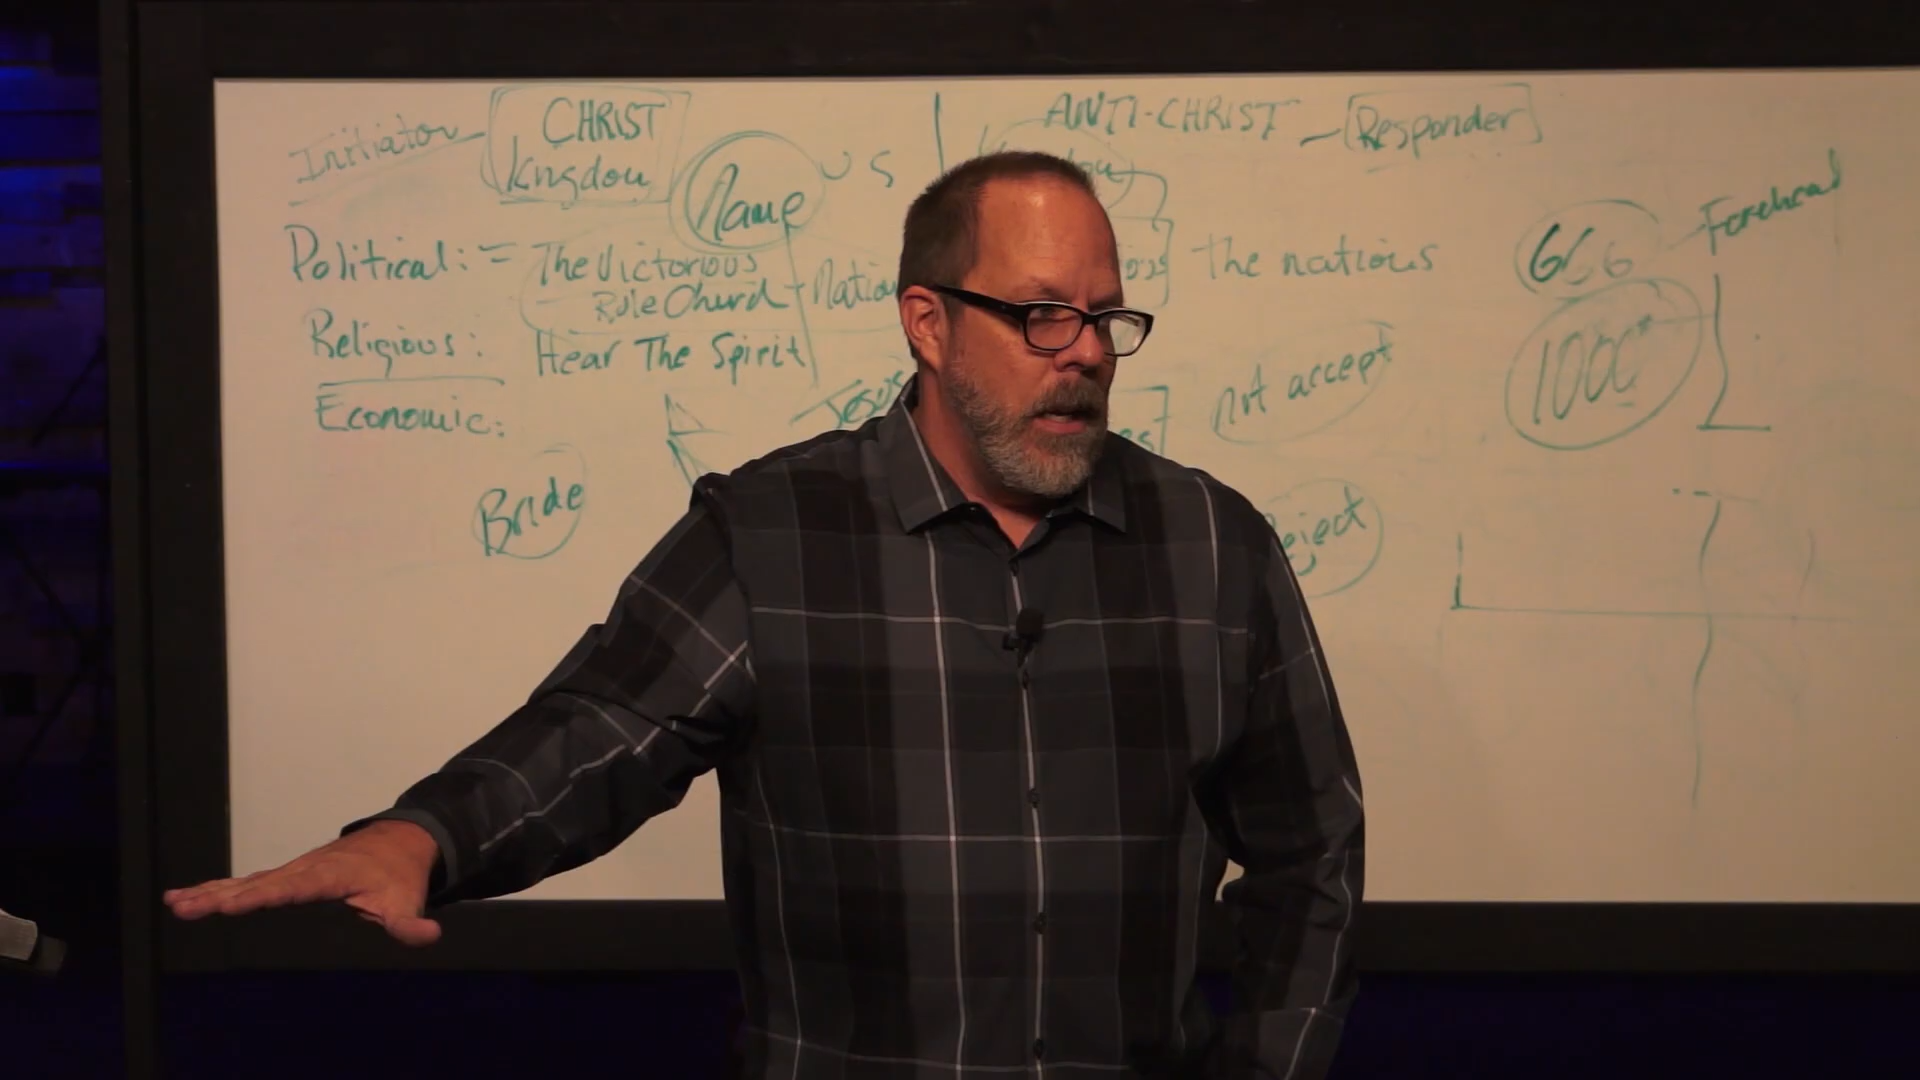 Initiator - CHRIST Kingdom
Name
VS
ANTI-CHRIST - Responder
Political: = The Victorious
Rule Church - Nation
the nations
666 - Forehead
Religious: Hear The Spirit
Jesus
not accept
1000
Economic:
Bride